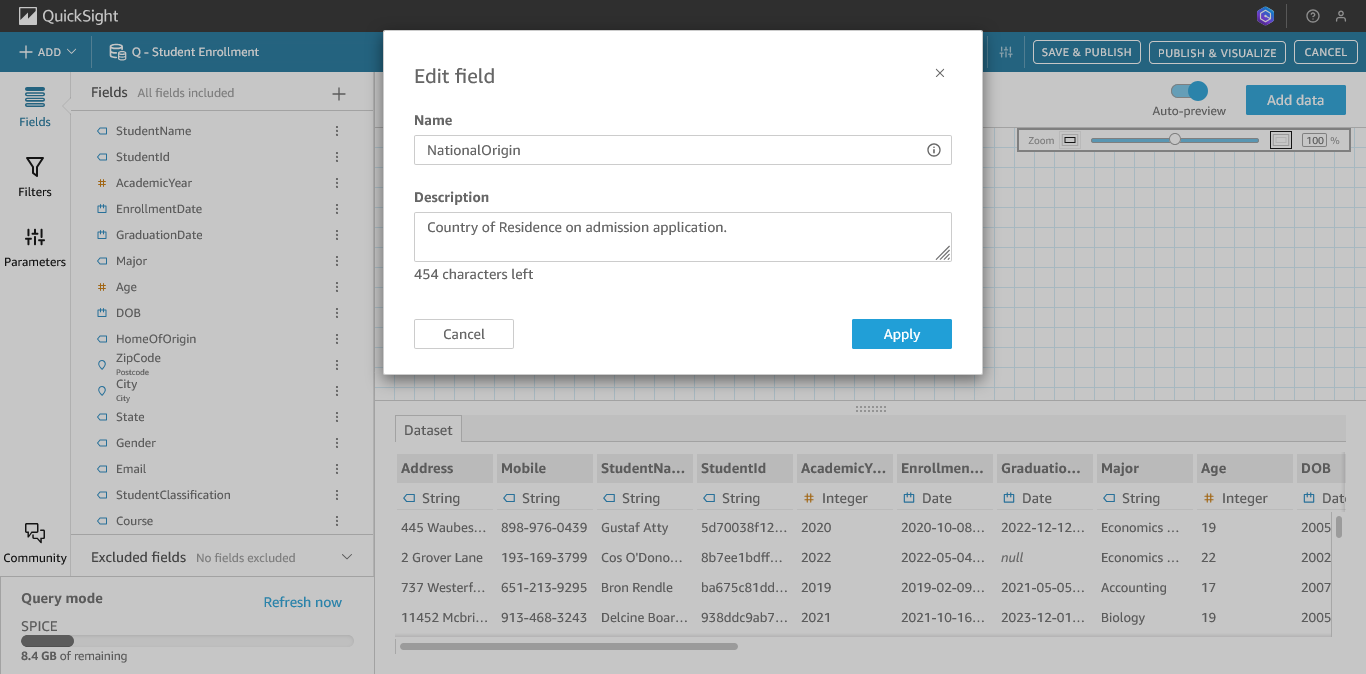 QuickSight
ADD
Q - Student Enrollment
SAVE & PUBLISH
PUBLISH & VISUALIZE
CANCEL
Fields
Filters
Parameters
Community
Fields All fields included
StudentName
StudentId
AcademicYear
EnrollmentDate
GraduationDate
Major
Age
DOB
HomeOfOrigin
ZipCode
Postcode
City
City
State
Gender
Email
StudentClassification
Course
Excluded fields No fields excluded
Query mode
Refresh now
SPICE
8.4 GB of remaining
Edit field
Name
NationalOrigin
Description
Country of Residence on admission application.
454 characters left
Cancel
Apply
Auto-preview
Add data
Zoom 100 %
Dataset
Address Mobile StudentNa... StudentId AcademicY... Enrollmen... Graduatio... Major Age DOB
String String String String Integer Date Date String Integer Date
445 Waubes... 898-976-0439 Gustaf Atty 5d70038f12... 2020 2020-10-08... 2022-12-12... Economics ... 19 2005
2 Grover Lane 193-169-3799 Cos O'Dono... 8b7ee1bdff... 2022 2022-05-04... null Economics ... 22 2002
737 Westerf... 651-213-9295 Bron Rendle ba675c81dd... 2019 2019-02-09... 2021-05-05... Accounting 17 2007
11452 Mcbri... 913-468-3243 Delcine Boar... 938ddc9ab7... 2021 2021-10-16... 2023-12-01... Biology 19 2005